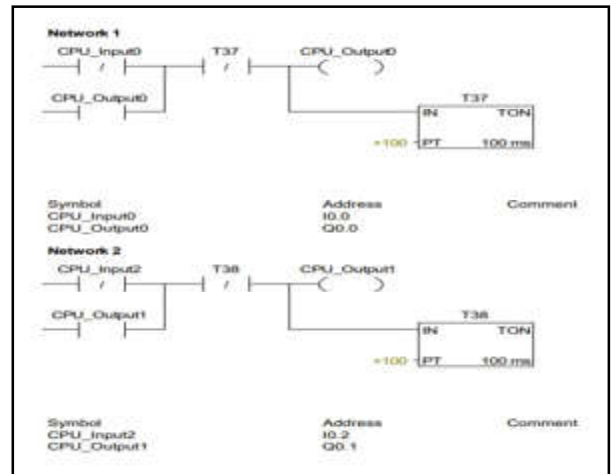 Network 1
CPU_Input0 T37 CPU_Output0
/ /
CPU_Output0
T37
IN TON
+100 PT 100 ms
Symbol Address Comment
CPU_Input0 I0.0
CPU_Output0 Q0.0
Network 2
CPU_Input2 T38 CPU_Output1
/ /
CPU_Output1
T38
IN TON
+100 PT 100 ms
Symbol Address Comment
CPU_Input2 I0.2
CPU_Output1 Q0.1